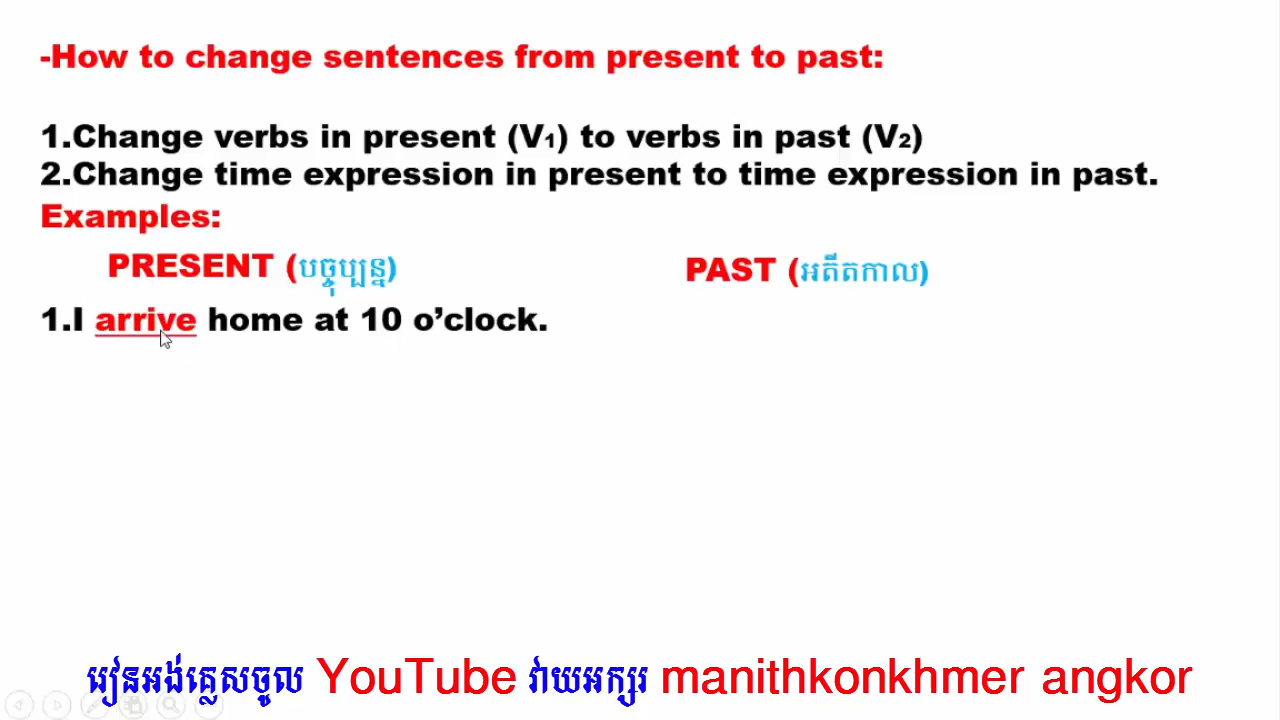 -How to change sentences from present to past:
1.Change verbs in present (V1) to verbs in past (V2)
2.Change time expression in present to time expression in past.
Examples:
PRESENT (បច្ចុប្បន្ន) PAST (អតីតកាល)
1.I arrive home at 10 o’clock.
រៀនអង់គ្លេសចូល YouTube វាយអក្សរ manithkonkhmer angkor